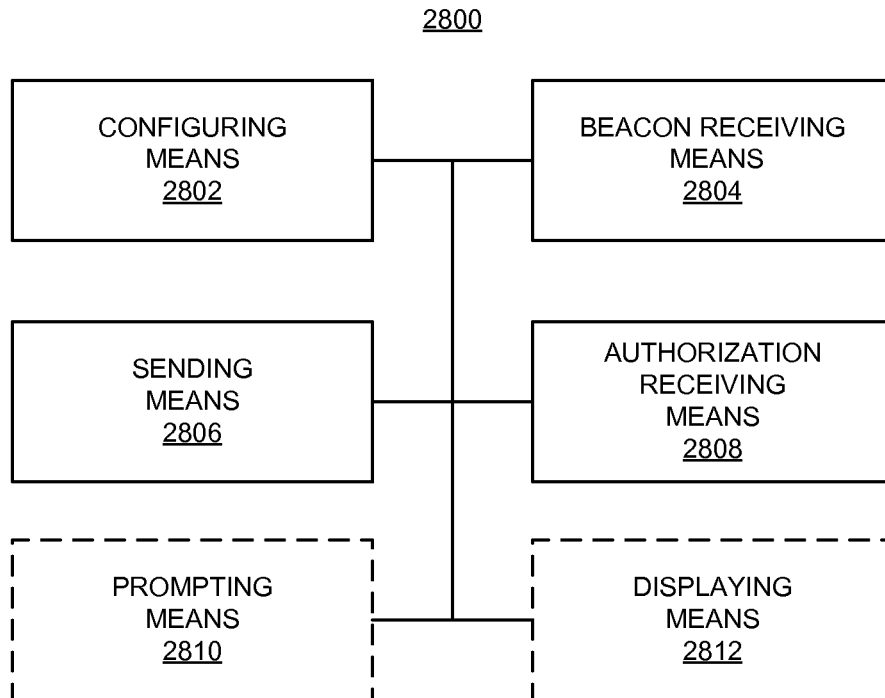 2800
CONFIGURING
MEANS
2802
BEACON RECEIVING
MEANS
2804
SENDING
MEANS
2806
AUTHORIZATION
RECEIVING
MEANS
2808
PROMPTING
MEANS
2810
DISPLAYING
MEANS
2812